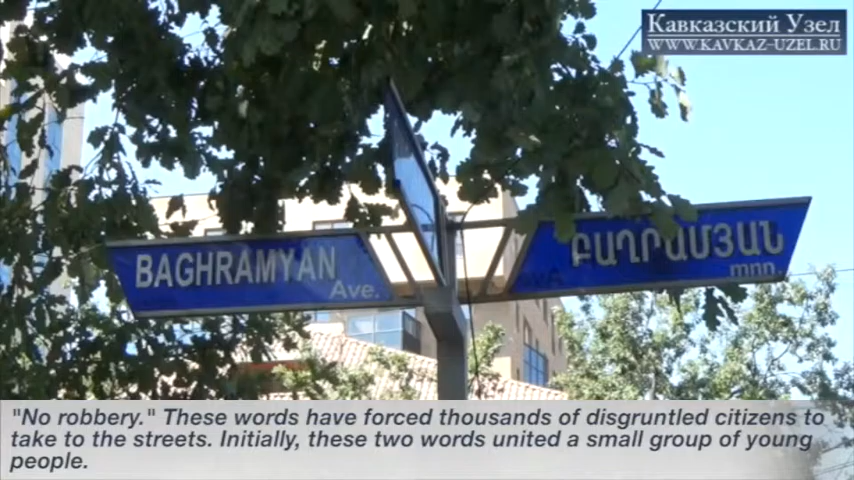 Кавказский Узел
WWW.KAVKAZ-UZEL.RU
BAGHRAMYAN
Ave.
ԲԱՂՐԱՄՅԱՆ
պող.
"No robbery." These words have forced thousands of disgruntled citizens to
take to the streets. Initially, these two words united a small group of young
people.